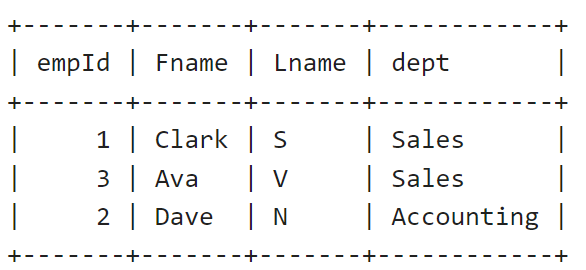 +-------+-------+-------+------------+
| empId | Fname | Lname | dept       |
+-------+-------+-------+------------+
|     1 | Clark | S     | Sales      |
|     3 | Ava   | V     | Sales      |
|     2 | Dave  | N     | Accounting |
+-------+-------+-------+------------+